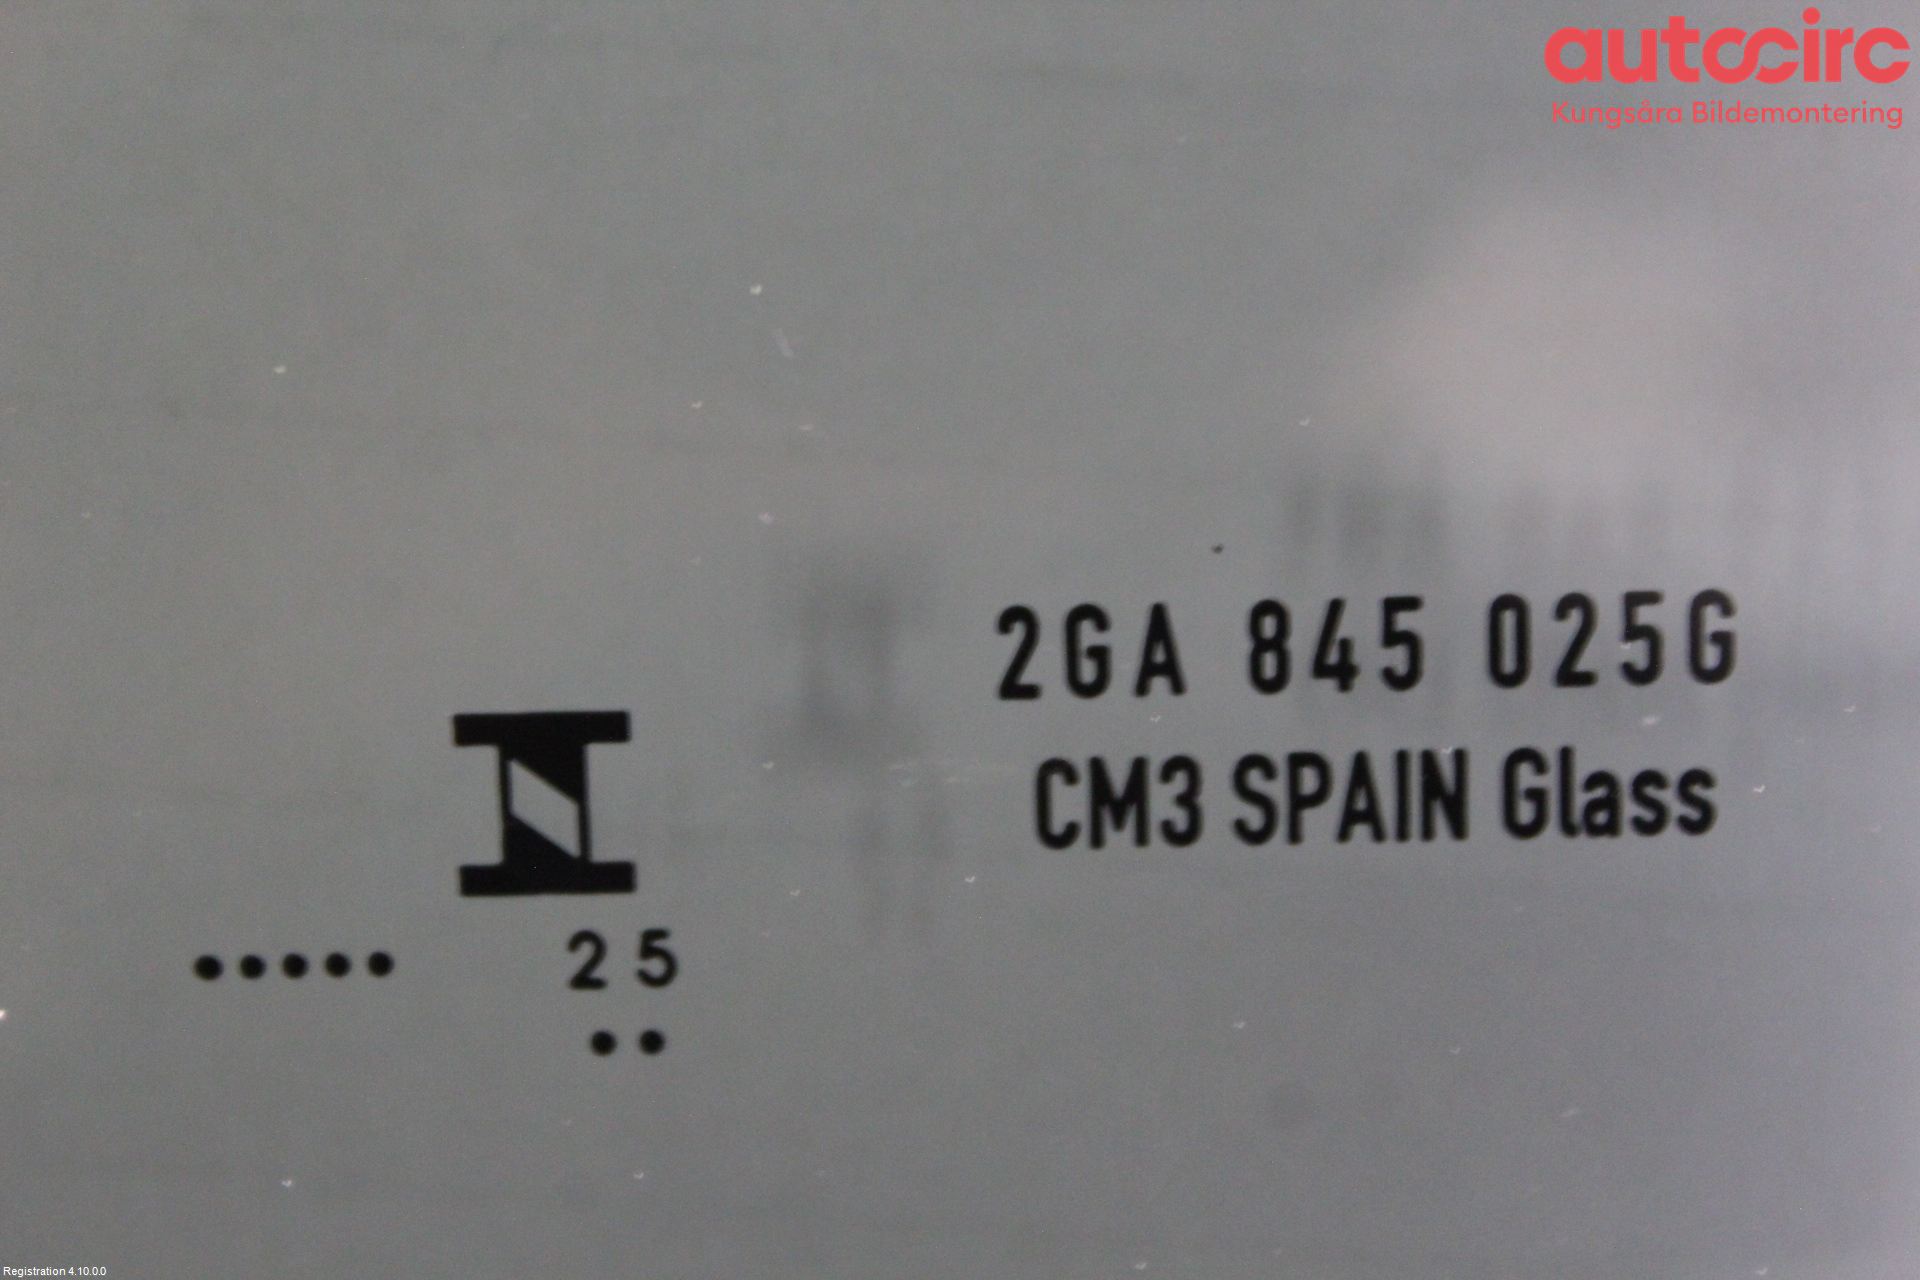 autocirc
Kungsåra Bildemontering
2GA 845 025G
CM3 SPAIN Glass
••••• 25
••
Registration 4.10.0.0